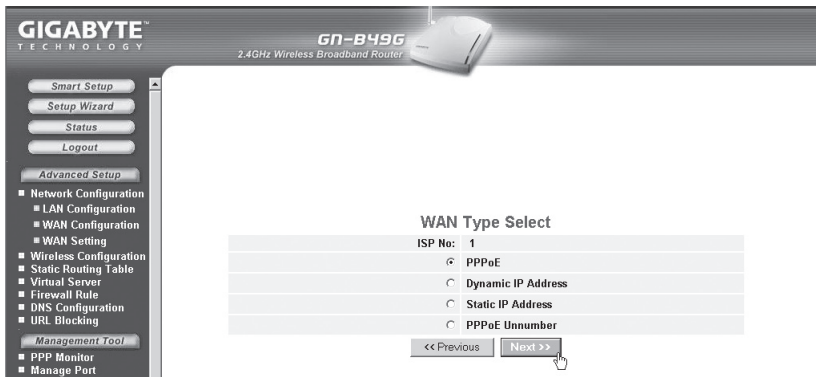 GIGABYTE™
TECHNOLOGY
GN-B49G
2.4GHz Wireless Broadband Router
Smart Setup
Setup Wizard
Status
Logout
Advanced Setup
Network Configuration
LAN Configuration
WAN Configuration
WAN Setting
Wireless Configuration
Static Routing Table
Virtual Server
Firewall Rule
DNS Configuration
URL Blocking
Management Tool
PPP Monitor
Manage Port
WAN Type Select
ISP No: 1
PPPoE
Dynamic IP Address
Static IP Address
PPPoE Unnumber
<< Previous Next >>